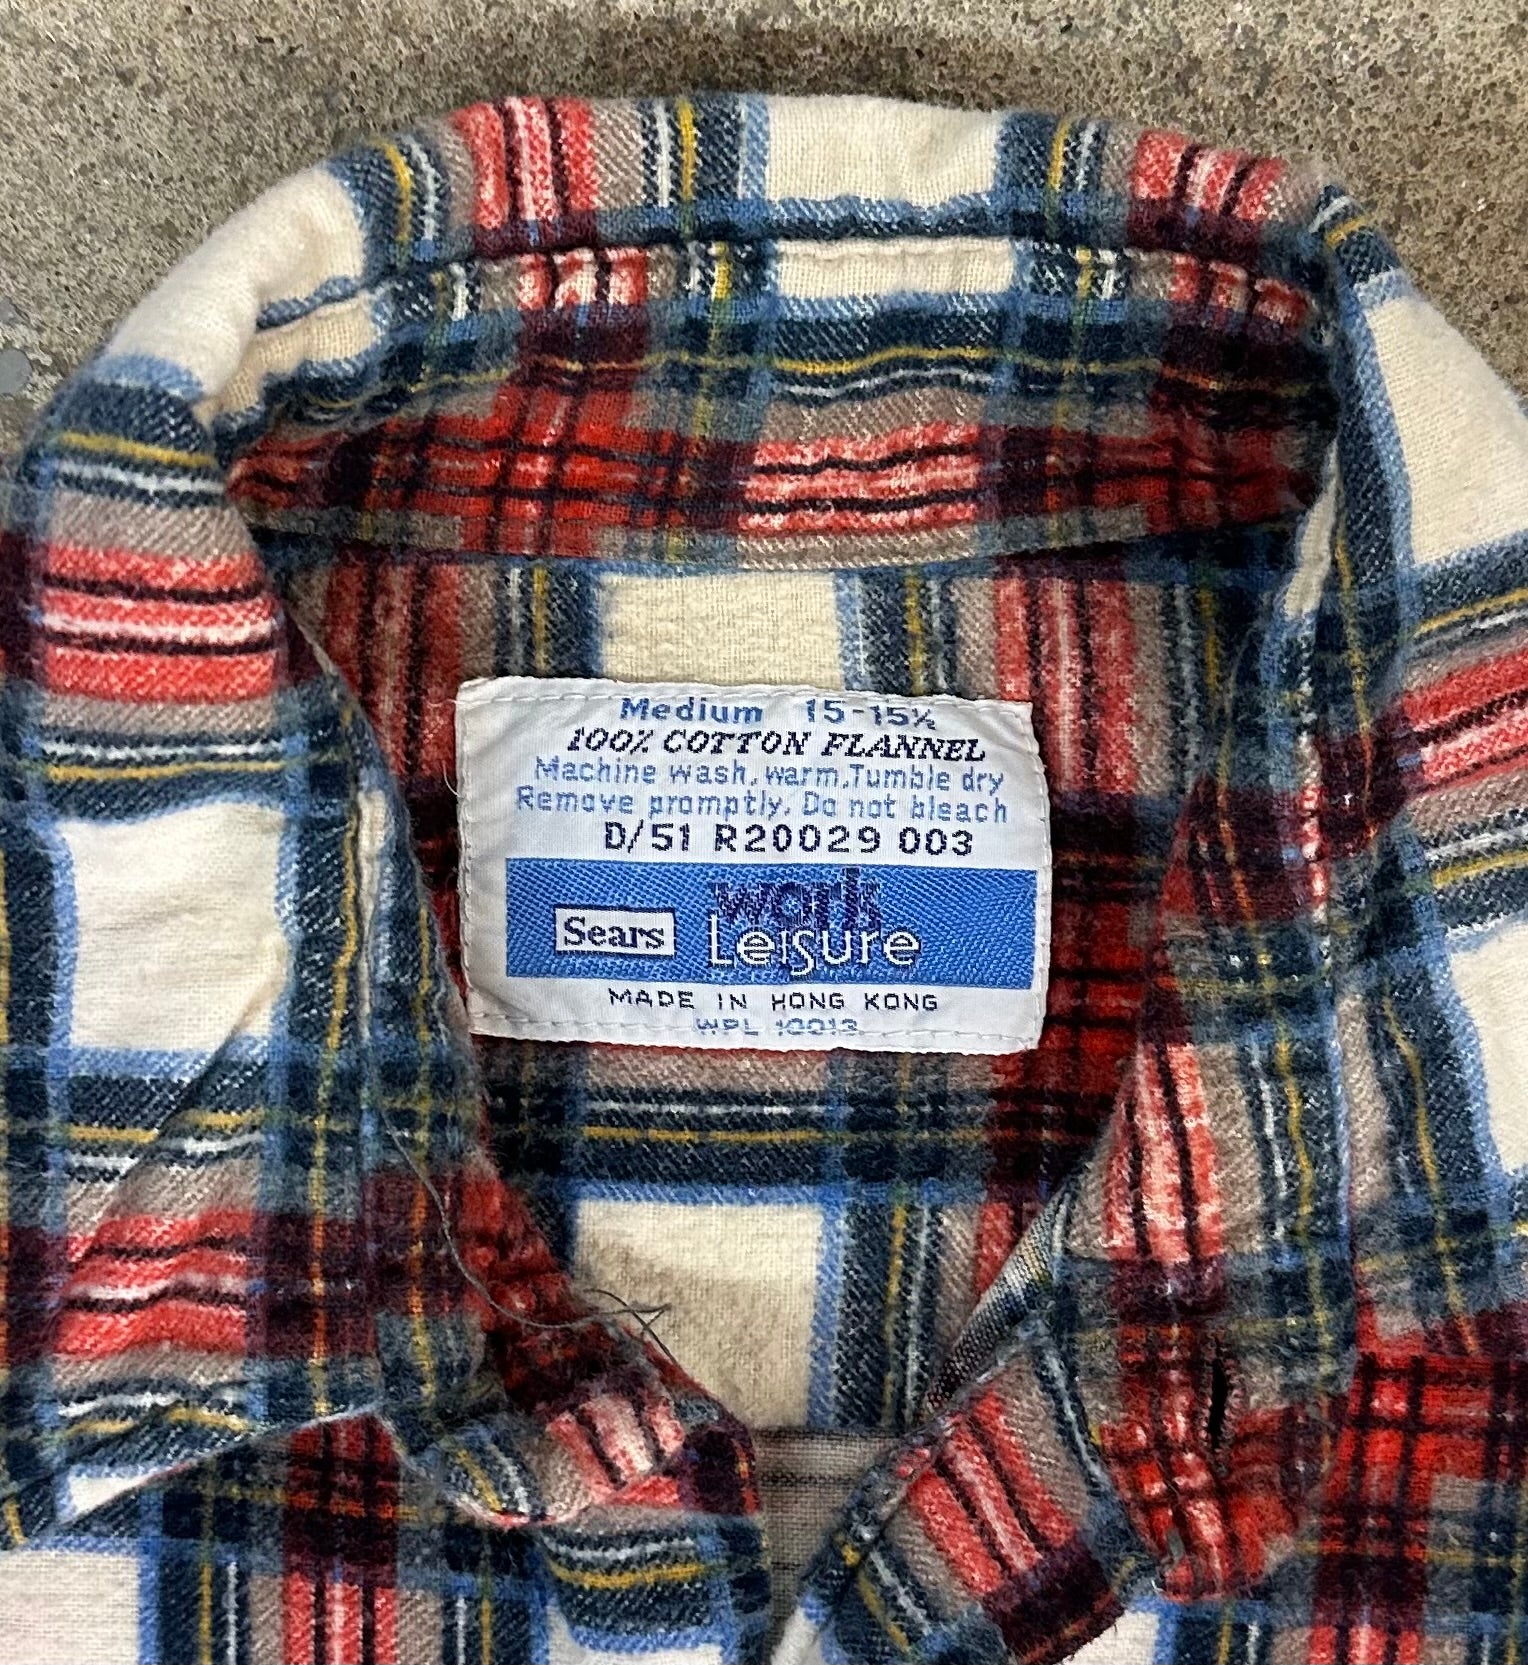 Medium 15-15½
100% COTTON FLANNEL
Machine wash, warm, Tumble dry
Remove promptly, Do not bleach
D/51 R20029 003
work
Sears Leisure
MADE IN HONG KONG
WPL 10013